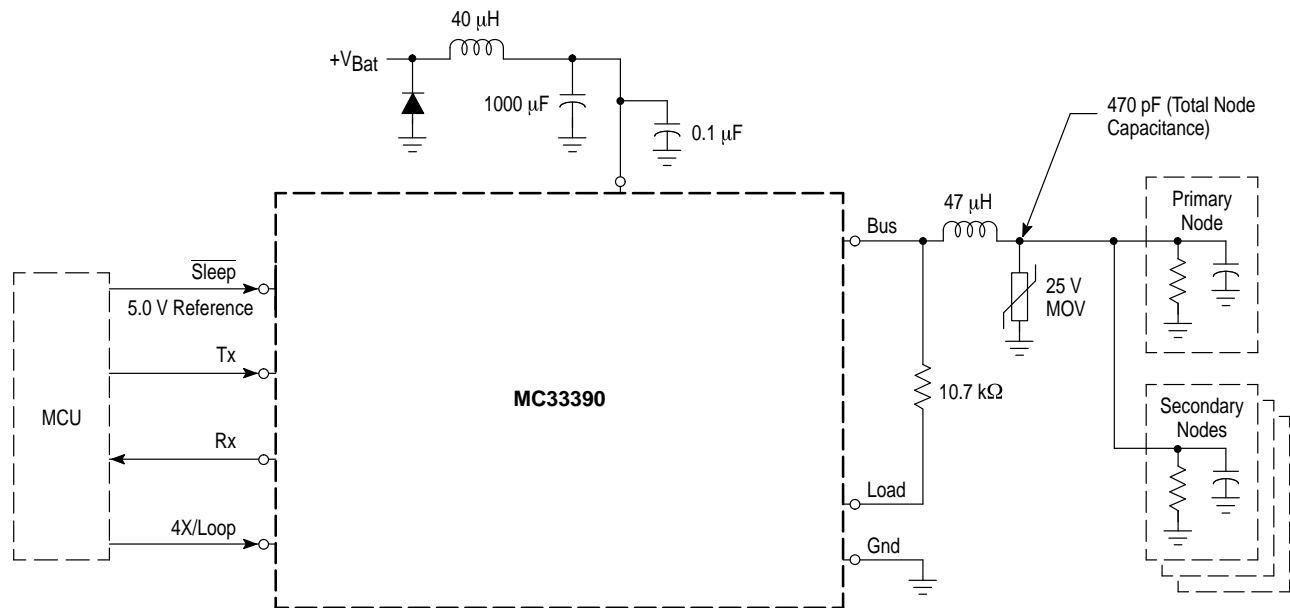 40 μH
+VBat
1000 μF
0.1 μF
470 pF (Total Node
Capacitance)
47 μH
Primary
Node
Bus
Sleep
5.0 V Reference
25 V
MOV
Tx
MCU
MC33390
10.7 kΩ
Secondary
Nodes
Rx
Load
4X/Loop
Gnd